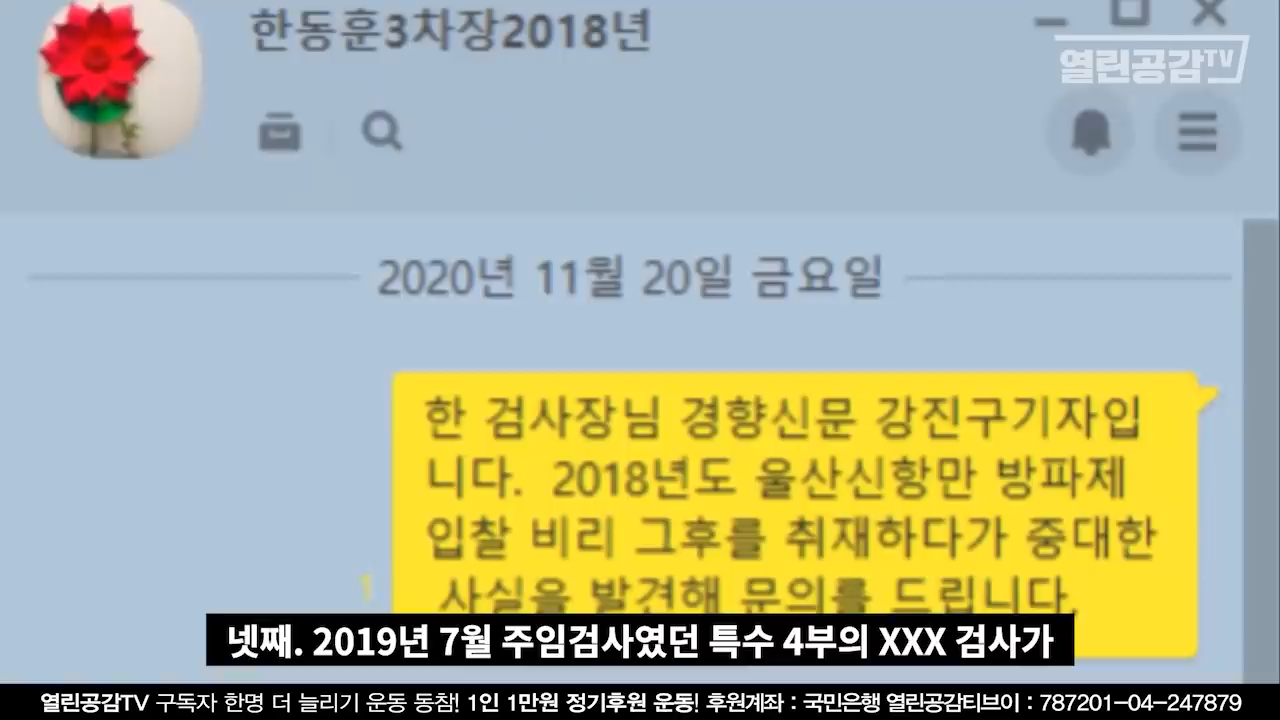 한동훈3차장2018년
열린공감TV
2020년 11월 20일 금요일
한 검사장님 경향신문 강진구기자입
니다. 2018년도 울산신항만 방파제
입찰 비리 그후를 취재하다가 중대한
사실을 발견해 문의를 드립니다.
1
넷째. 2019년 7월 주임검사였던 특수 4부의 XXX 검사가
열린공감TV 구독자 한명 더 늘리기 운동 동참! 1인 1만원 정기후원 운동! 후원계좌 : 국민은행 열린공감티브이 : 787201-04-247879